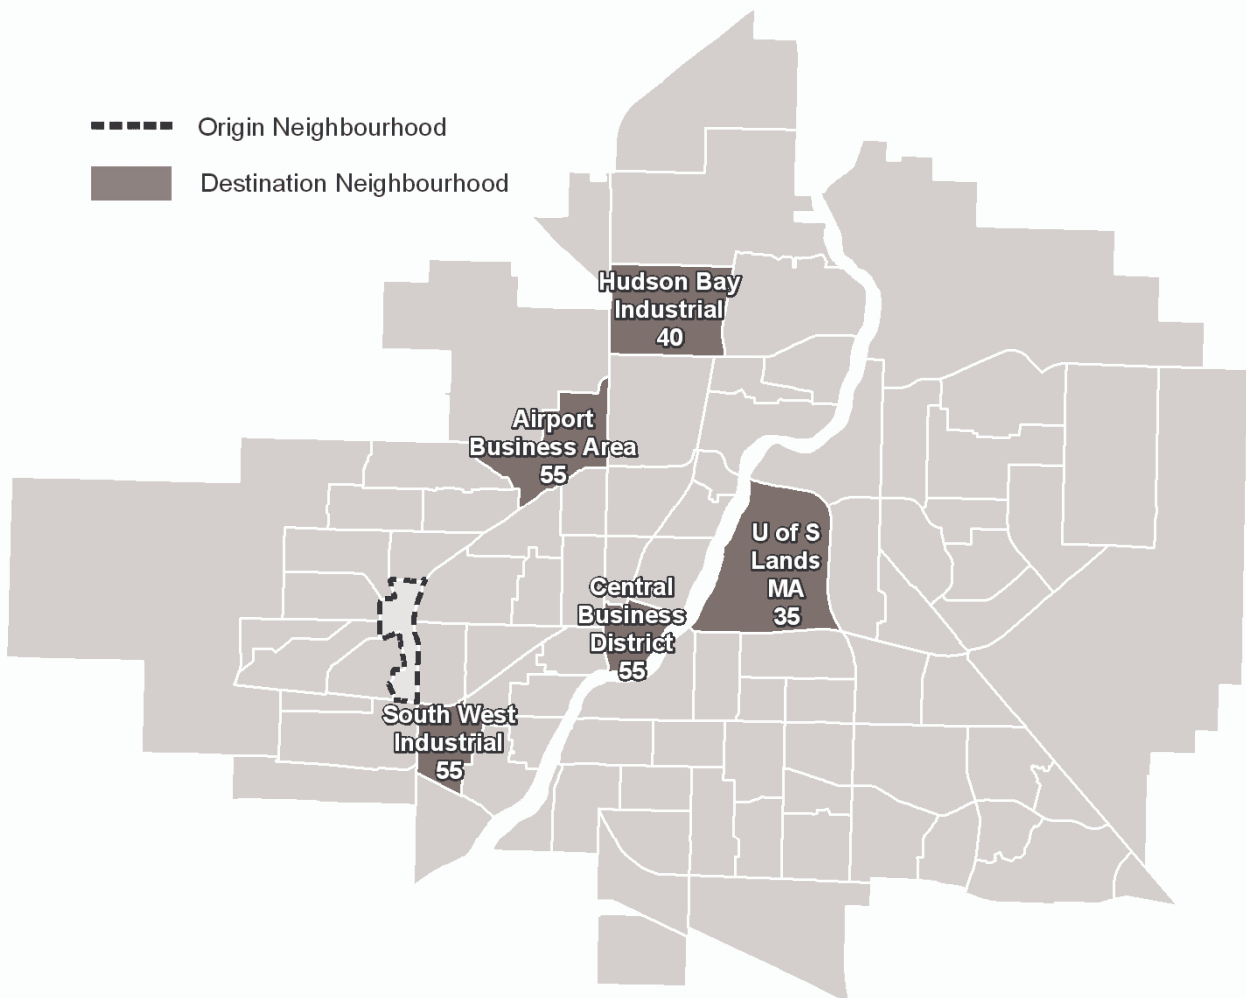 Origin Neighbourhood
Destination Neighbourhood
Hudson Bay
Industrial
40
Airport
Business Area
55
U of S
Lands
MA
35
Central
Business
District
55
South West
Industrial
55